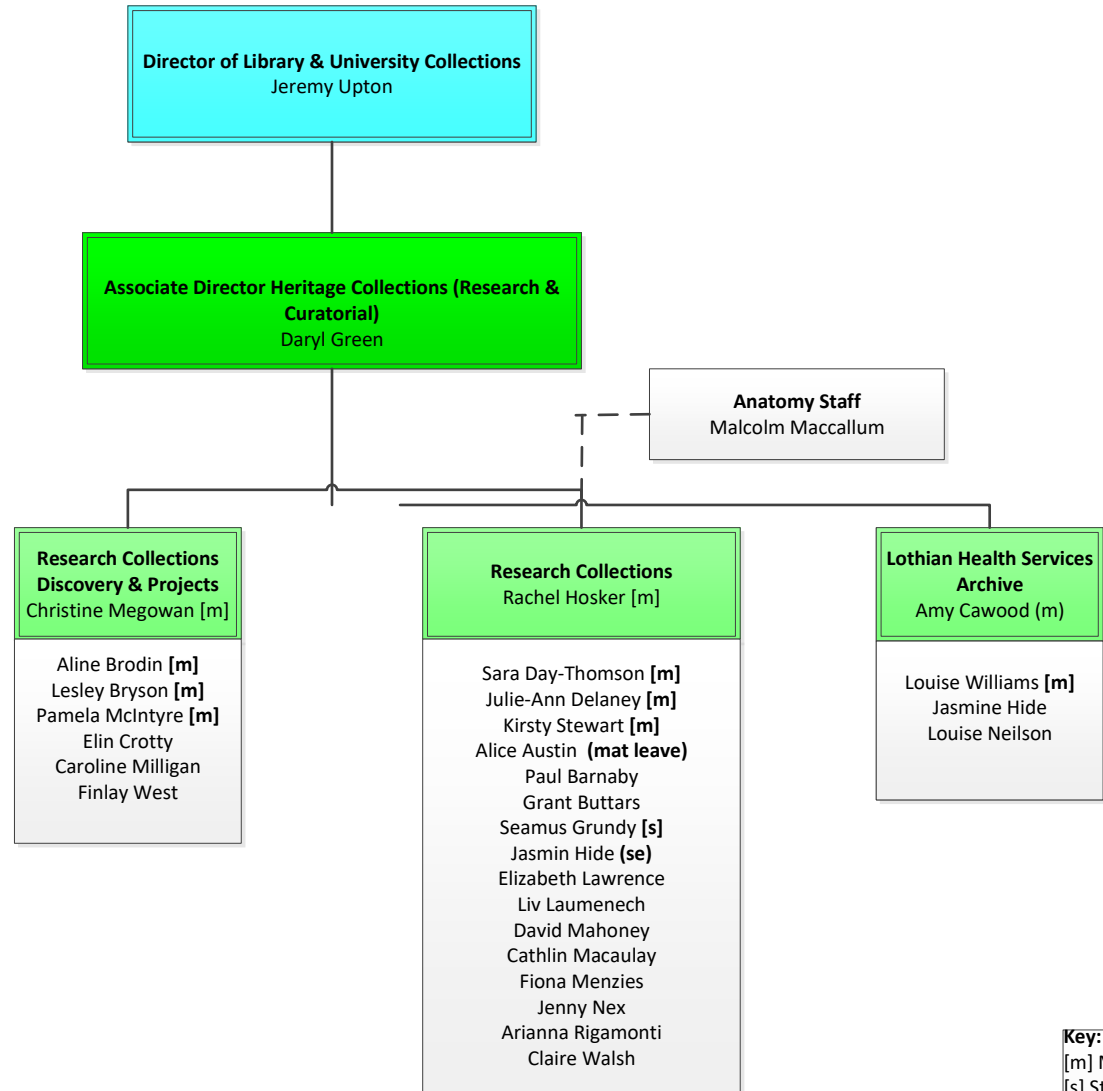 Director of Library & University Collections
Jeremy Upton
Associate Director Heritage Collections (Research &
Curatorial)
Daryl Green
Anatomy Staff
Malcolm Maccallum
Research Collections
Discovery & Projects
Christine Megowan [m]
Aline Brodin [m]
Lesley Bryson [m]
Pamela McIntyre [m]
Elin Crotty
Caroline Milligan
Finlay West
Research Collections
Rachel Hosker [m]
Sara Day-Thomson [m]
Julie-Ann Delaney [m]
Kirsty Stewart [m]
Alice Austin (mat leave)
Paul Barnaby
Grant Buttars
Seamus Grundy [s]
Jasmin Hide (se)
Elizabeth Lawrence
Liv Laumenech
David Mahoney
Cathlin Macaulay
Fiona Menzies
Jenny Nex
Arianna Rigamonti
Claire Walsh
Lothian Health Services
Archive
Amy Cawood (m)
Louise Williams [m]
Jasmine Hide
Louise Neilson
Key:
[m]
[s]